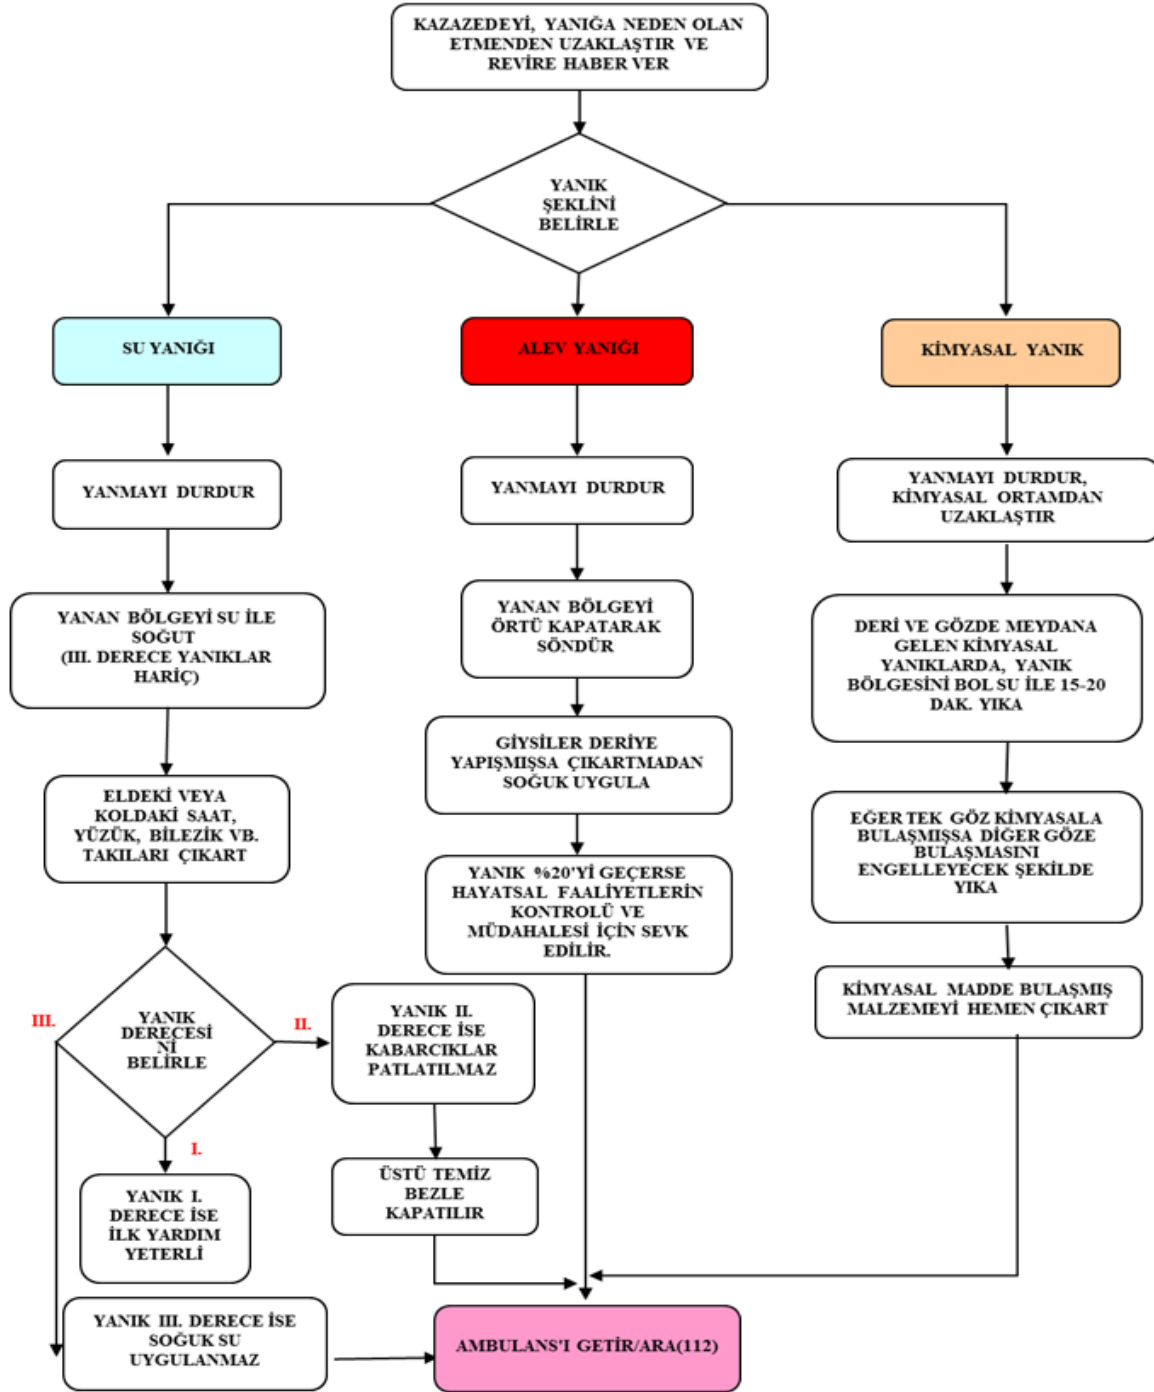 KAZAZEDEYİ, YANIĞA NEDEN OLAN
ETMENDEN UZAKLAŞTIR VE
REVİRE HABER VER
YANIK
ŞEKLİNİ
BELİRLE
SU YANIĞI
YANMAYI DURDUR
YANAN BÖLGEYİ SU İLE
SOĞUT
(III. DERECE YANIKLAR
HARİÇ)
ELDEKİ VEYA
KOLDAKİ SAAT,
YÜZÜK, BİLEZİK VB.
TAKILARI ÇIKART
YANIK
DERECESİ
Nİ
BELİRLE
III.
II.
I.
YANIK I.
DERECE İSE
İLK YARDIM
YETERLİ
YANIK II.
DERECE İSE
KABARCIKLAR
PATLATILMAZ
ÜSTÜ TEMİZ
BEZLE
KAPATILIR
YANIK III. DERECE İSE
SOĞUK SU
UYGULANMAZ
ALEV YANIĞI
YANMAYI DURDUR
YANAN BÖLGEYİ
ÖRTÜ KAPATARAK
SÖNDÜR
GİYSİLER DERİYE
YAPIŞMIŞSA ÇIKARTMADAN
SOĞUK UYGULA
YANIK %20'Yİ GEÇERSE
HAYATSAL FAALİYETLERİN
KONTROLÜ VE
MÜDAHALESİ İÇİN SEVK
EDİLİR.
KİMYASAL YANIK
YANMAYI DURDUR,
KİMYASAL ORTAMDAN
UZAKLAŞTIR
DERİ VE GÖZDE MEYDANA
GELEN KİMYASAL
YANIKLARDA, YANIK
BÖLGESİNİ BOL SU İLE 15-20
DAK. YIKA
EĞER TEK GÖZ KİMYASALA
BULAŞMIŞSA DİĞER GÖZE
BULAŞMASINI
ENGELLEYECEK ŞEKİLDE
YIKA
KİMYASAL MADDE BULAŞMIŞ
MALZEMEYİ HEMEN ÇIKART
AMBULANS'I GETİR/ARA(112)